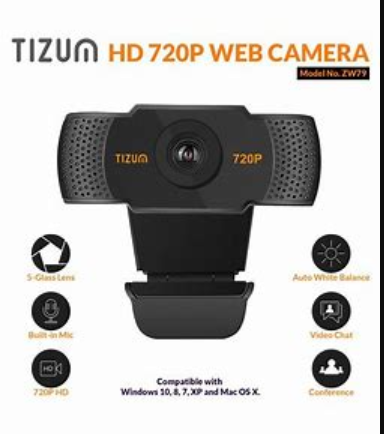 TIZUM HD 720P WEB CAMERA
Model No. ZW79
TIZUM
720P
5-Glass Lens
Auto White Balance
Built-in Mic
Video Chat
HD
720P HD
Conference
Compatible with
Windows 10, 8, 7, XP and Mac OS X.